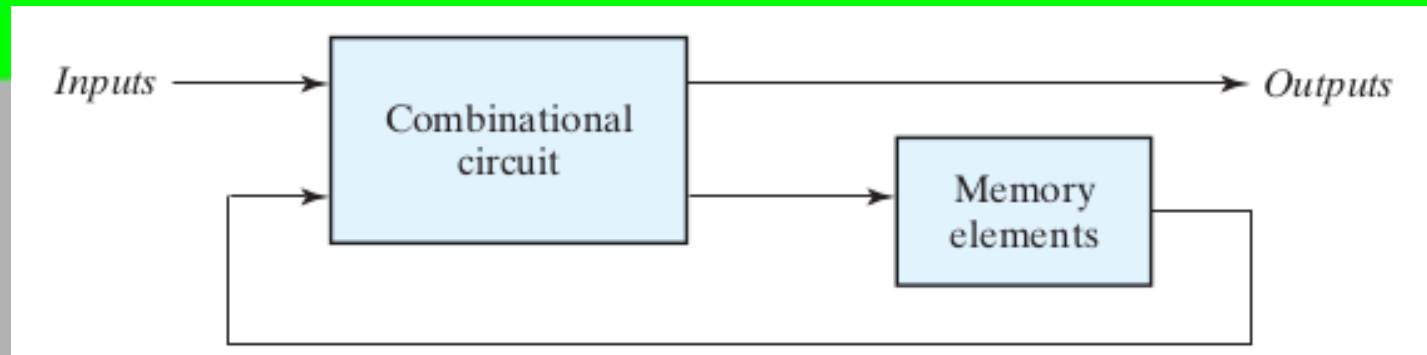 Inputs
Outputs
Combinational
circuit
Memory
elements